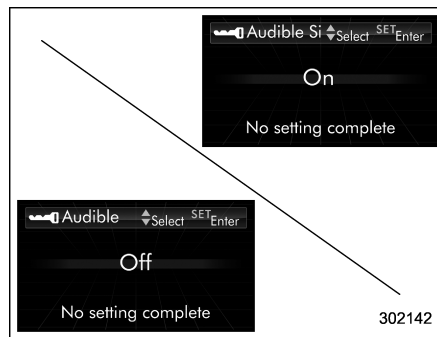 Audible Si Select SET Enter
On
No setting complete
Audible Select SET Enter
Off
No setting complete
302142